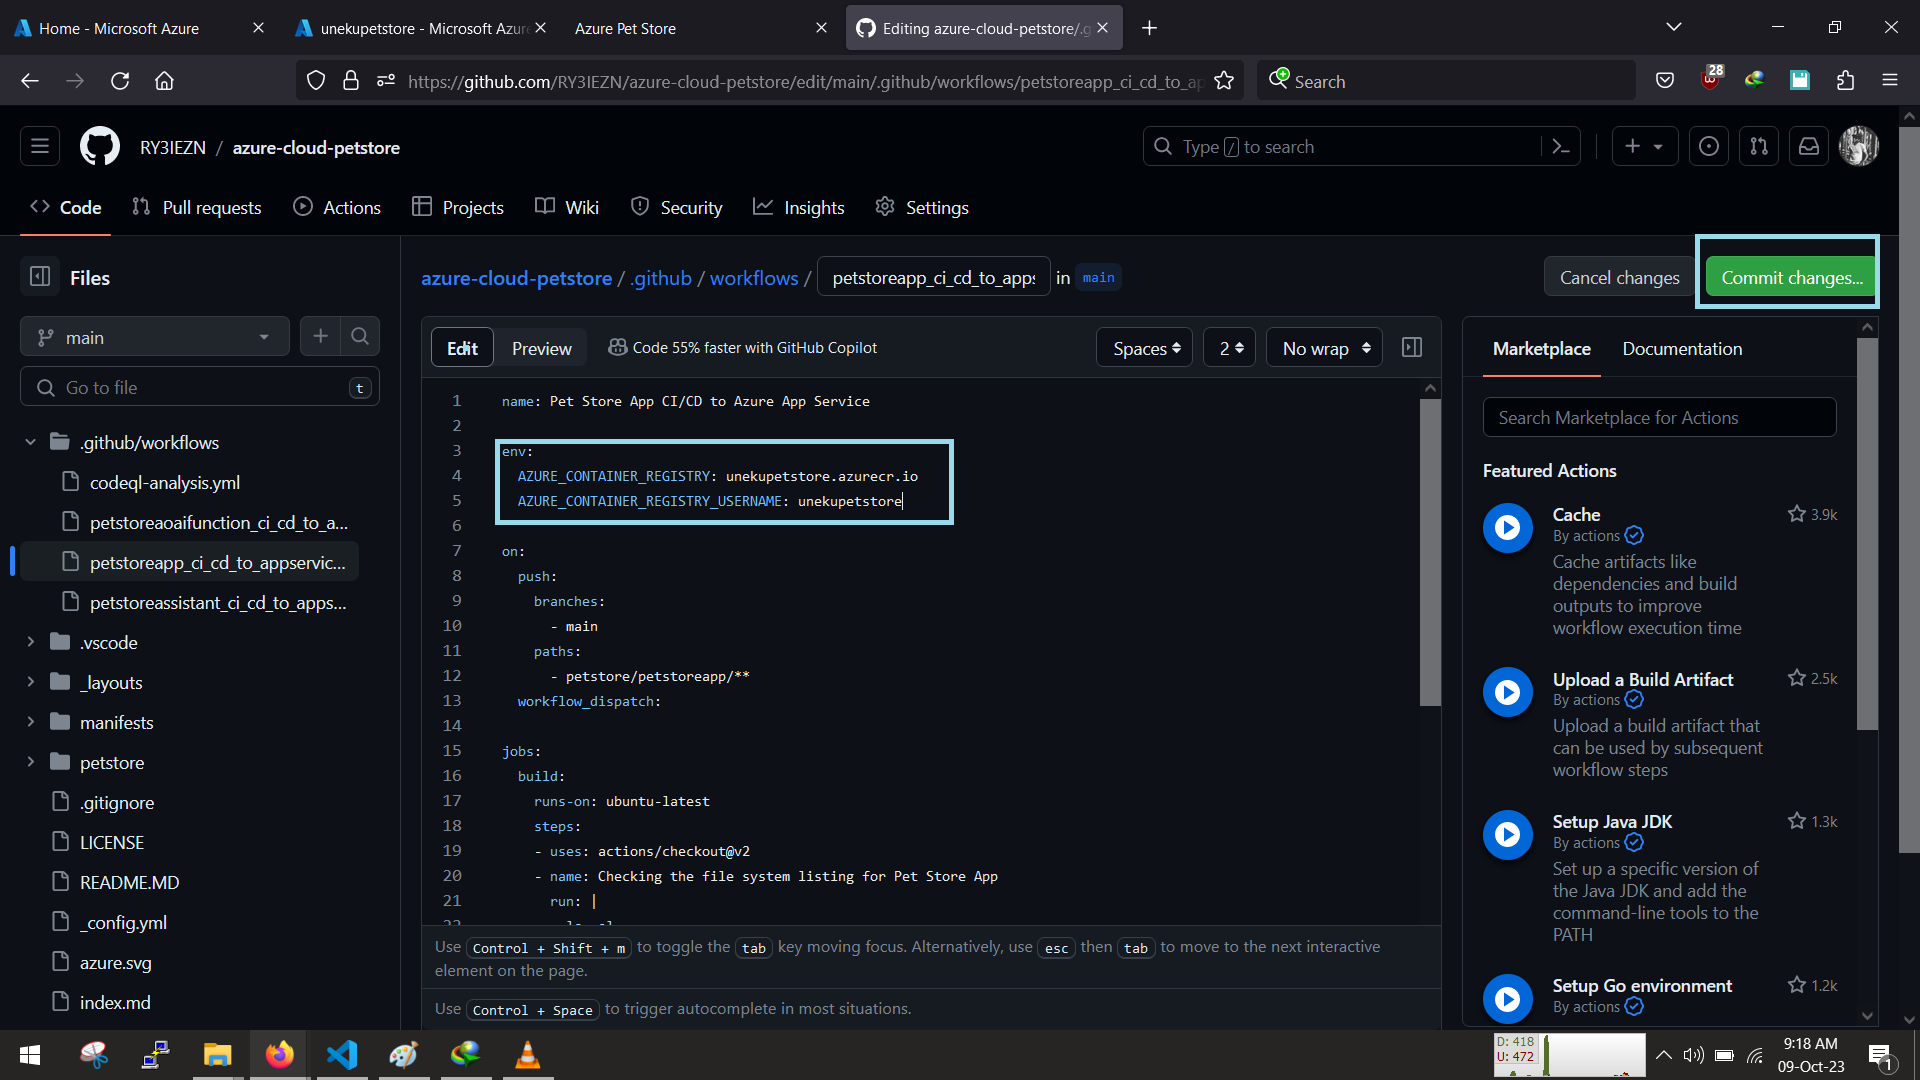 Home - Microsoft Azure
unekupetstore - Microsoft Azure
Azure Pet Store
Editing azure-cloud-petstore/.g
https://github.com/RY3IEZN/azure-cloud-petstore/edit/main/.github/workflows/petstoreapp_ci_cd_to_ap
Search
28
RY3IEZN / azure-cloud-petstore
Type / to search
Code
Pull requests
Actions
Projects
Wiki
Security
Insights
Settings
Files
azure-cloud-petstore / .github / workflows / petstoreapp_ci_cd_to_apps in main
Cancel changes
Commit changes...
main
Go to file
t
.github/workflows
codeql-analysis.yml
petstoreaoaifunction_ci_cd_to_a...
petstoreapp_ci_cd_to_appservic...
petstoreassistant_ci_cd_to_apps...
.vscode
_layouts
manifests
petstore
.gitignore
LICENSE
README.MD
_config.yml
azure.svg
index.md
Edit
Preview
Code 55% faster with GitHub Copilot
Spaces
2
No wrap
1 name: Pet Store App CI/CD to Azure App Service
2
3 env:
4 AZURE_CONTAINER_REGISTRY: unekupetstore.azurecr.io
5 AZURE_CONTAINER_REGISTRY_USERNAME: unekupetstore
6
7 on:
8 push:
9 branches:
10 - main
11 paths:
12 - petstore/petstoreapp/**
13 workflow_dispatch:
14
15 jobs:
16 build:
17 runs-on: ubuntu-latest
18 steps:
19 - uses: actions/checkout@v2
20 - name: Checking the file system listing for Pet Store App
21 run: |
Use Control + Shift + m to toggle the tab key moving focus. Alternatively, use esc then tab to move to the next interactive
element on the page.
Use Control + Space to trigger autocomplete in most situations.
Marketplace
Documentation
Search Marketplace for Actions
Featured Actions
Cache
3.9k
By actions
Cache artifacts like
dependencies and build
outputs to improve
workflow execution time
Upload a Build Artifact
2.5k
By actions
Upload a build artifact that
can be used by subsequent
workflow steps
Setup Java JDK
1.3k
By actions
Set up a specific version of
the Java JDK and add the
command-line tools to the
PATH
Setup Go environment
1.2k
By actions
D: 418
U: 472
9:18 AM
09-Oct-23
1